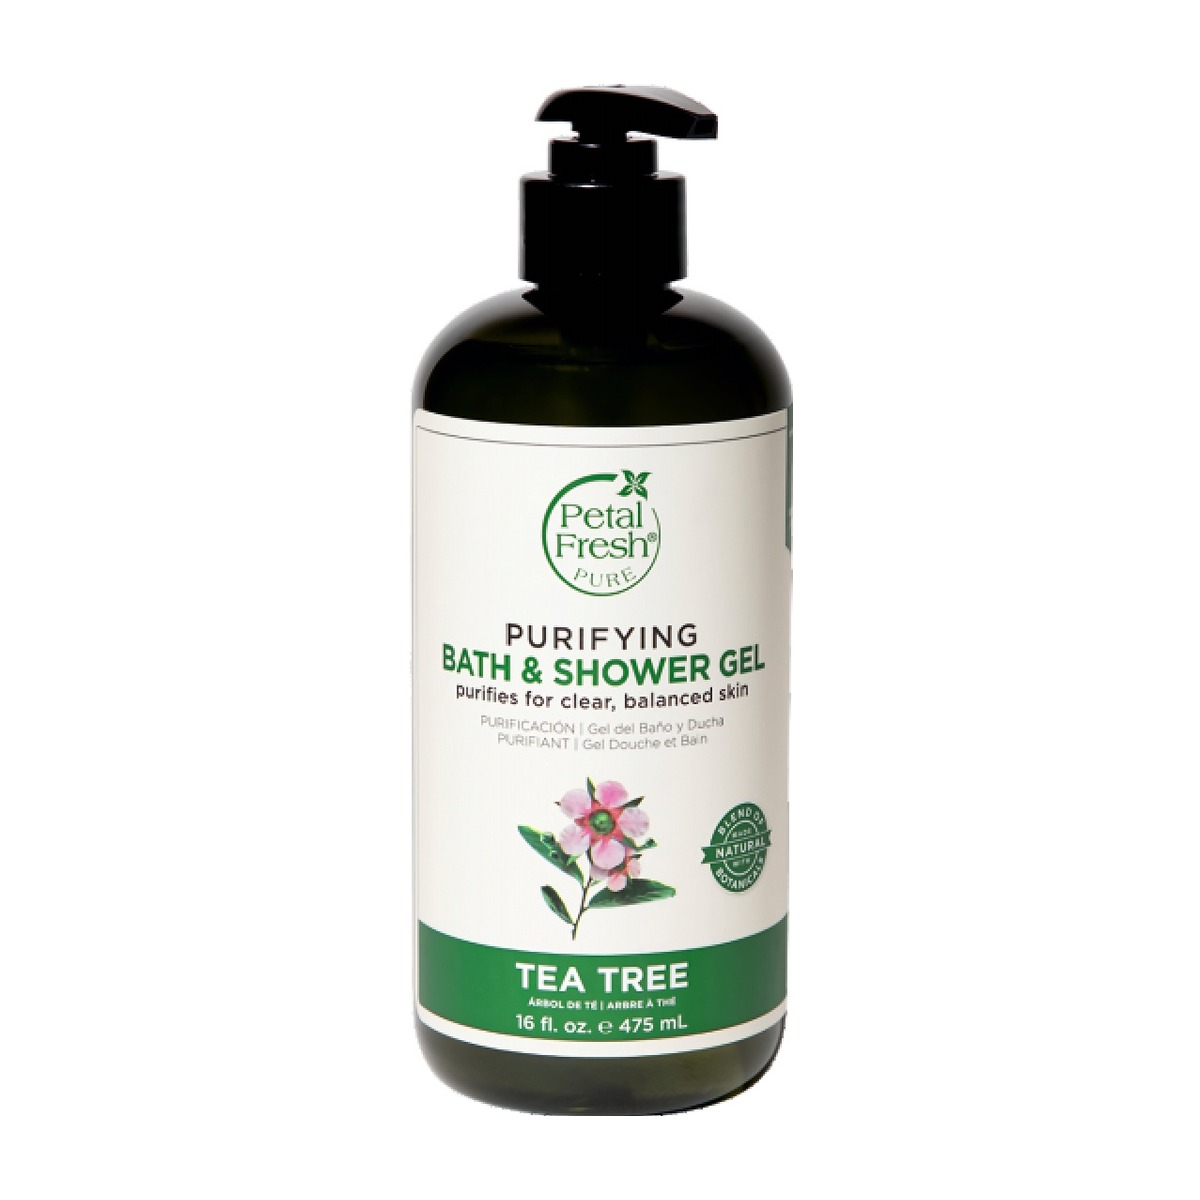 Petal
Fresh®
PURE
PURIFYING
BATH & SHOWER GEL
purifies for clear, balanced skin
PURIFICACIÓN | Gel del Baño y Ducha
PURIFIANT | Gel Douche et Bain
BLEND OF
MADE
NATURAL
WITH
BOTANICALS
TEA TREE
ÁRBOL DE TÉ | ARBRE À THÉ
16 fl. oz. ℮ 475 mL